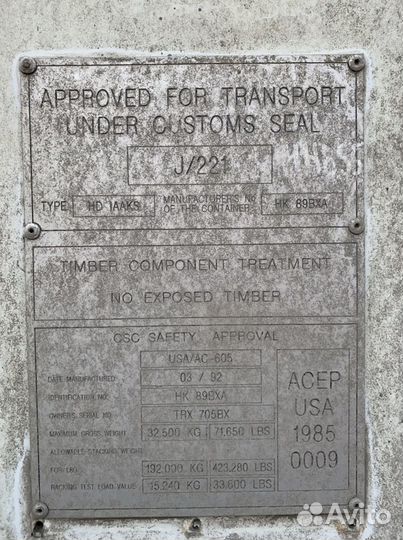 APPROVED FOR TRANSPORT
UNDER CUSTOMS SEAL
J/221
TYPE HD 1AAKS MANUFACTURER'S NO OF THE CONTAINER HK 89BXA
TIMBER COMPONENT TREATMENT
NO EXPOSED TIMBER
CSC SAFETY APPROVAL
USA/AC-605
DATE MANUFACTURED 03 / 92
IDENTIFICATION NO. HK 89BXA
OWNER'S SERIAL NO TRX 705BX
MAXIMUM GROSS WEIGHT 32,500 KG 71,650 LBS
ALLOWABLE STACKING WEIGHT
FOR 1.8G 192,000 KG 423,280 LBS
RACKING TEST LOAD VALUE 15,240 KG 33,600 LBS
ACEP
USA
1985
0009
Avito